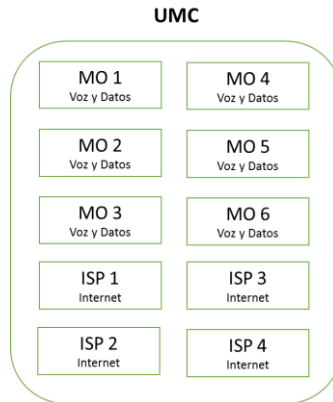 UMC
MO 1
Voz y Datos
MO 4
Voz y Datos
MO 2
Voz y Datos
MO 5
Voz y Datos
MO 3
Voz y Datos
MO 6
Voz y Datos
ISP 1
Internet
ISP 3
Internet
ISP 2
Internet
ISP 4
Internet